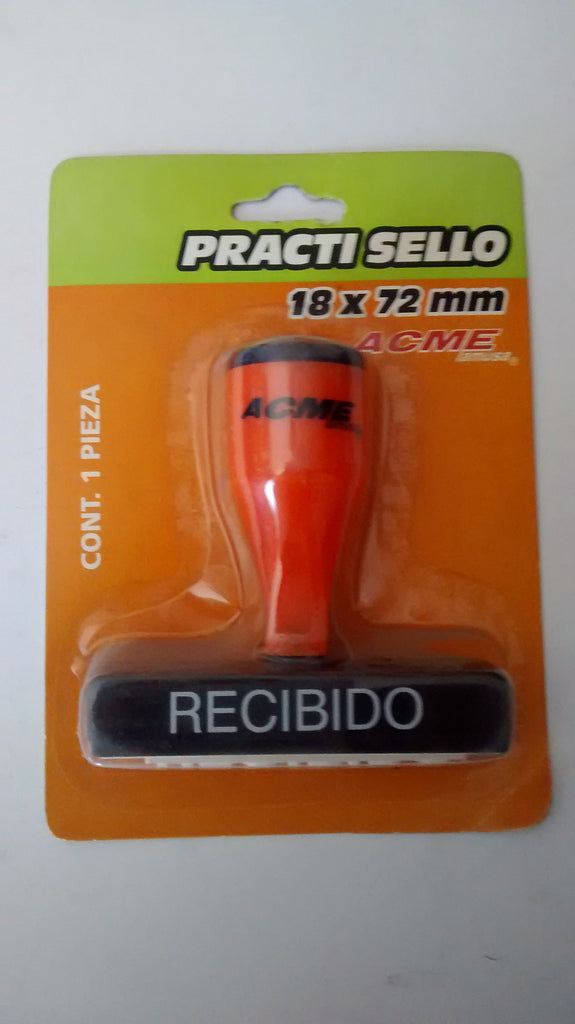 PRACTI SELLO
18 x 72 mm
ACME
ACME
CONT. 1 PIEZA
RECIBIDO